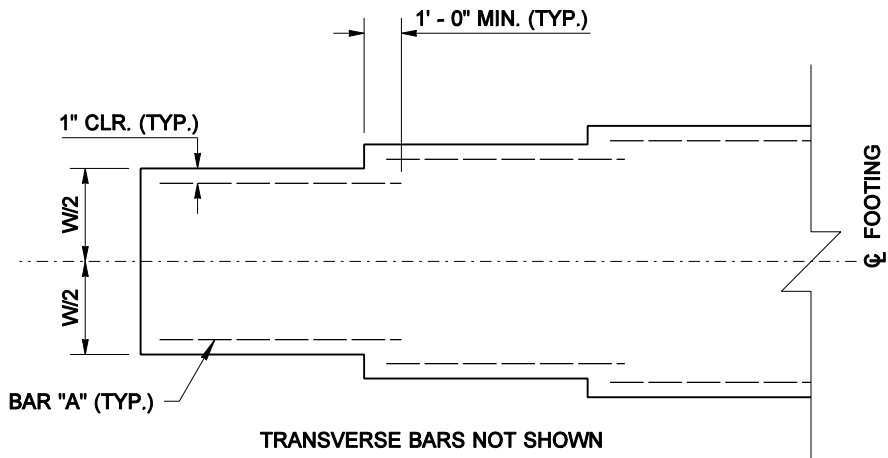 1' - 0" MIN. (TYP.)
1" CLR. (TYP.)
W/2
W/2
℄ FOOTING
BAR "A" (TYP.)
TRANSVERSE BARS NOT SHOWN